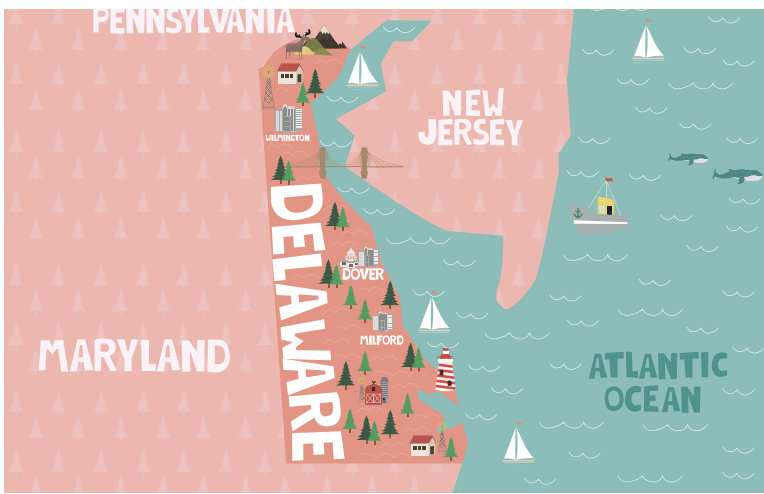 PENNSYLVANIA
NEW
JERSEY
WILMINGTON
DELAWARE
DOVER
MILFORD
MARYLAND
ATLANTIC
OCEAN